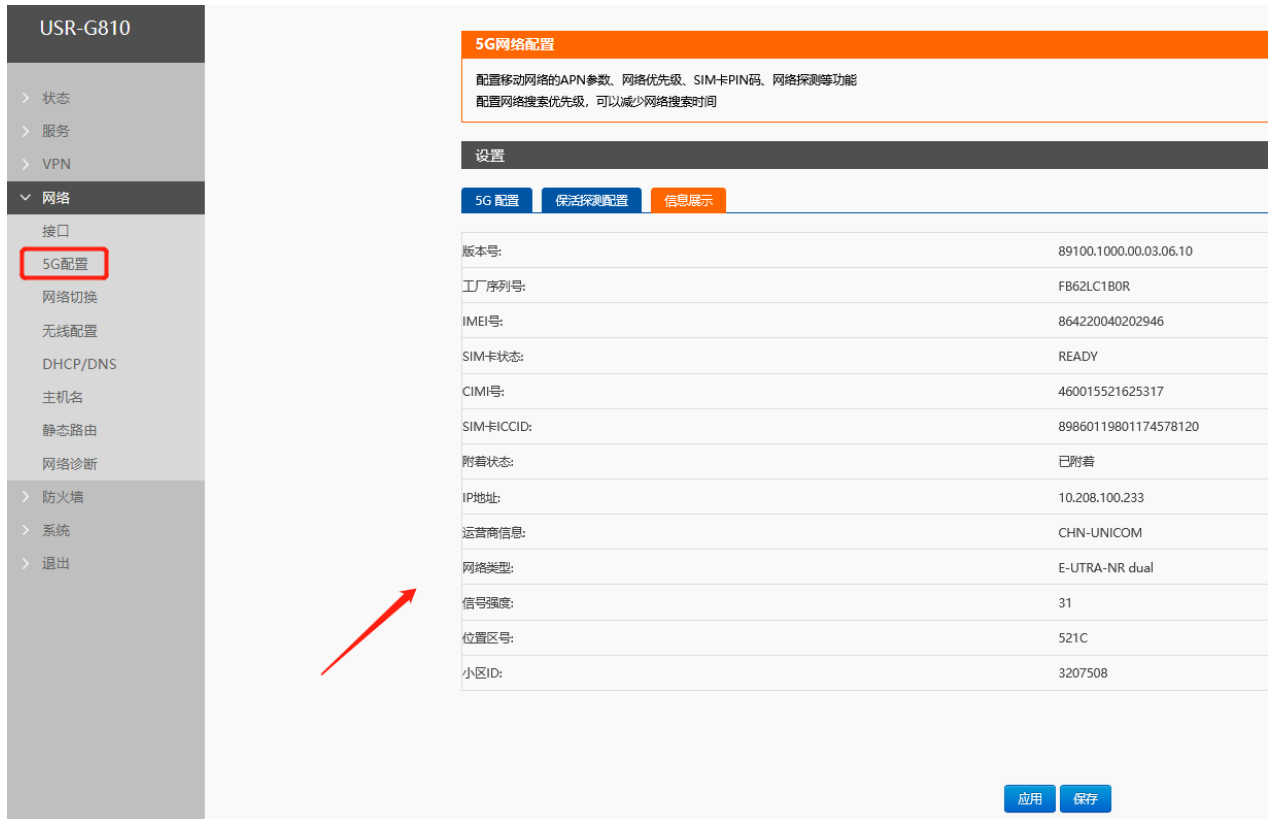 USR-G810
状态
服务
VPN
网络
接口
5G配置
网络切换
无线配置
DHCP/DNS
主机名
静态路由
网络诊断
防火墙
系统
退出
5G网络配置
配置移动网络的APN参数、网络优先级、SIM卡PIN码、网络探测等功能
配置网络搜索优先级，可以减少网络搜索时间
设置
5G 配置 保活探测配置 信息展示
版本号: 89100.1000.00.03.06.10
工厂序列号: FB62LC1B0R
IMEI号: 864220040202946
SIM卡状态: READY
CIMI号: 460015521625317
SIM卡ICCID: 89860119801174578120
附着状态: 已附着
IP地址: 10.208.100.233
运营商信息: CHN-UNICOM
网络类型: E-UTRA-NR dual
信号强度: 31
位置区号: 521C
小区ID: 3207508
应用 保存